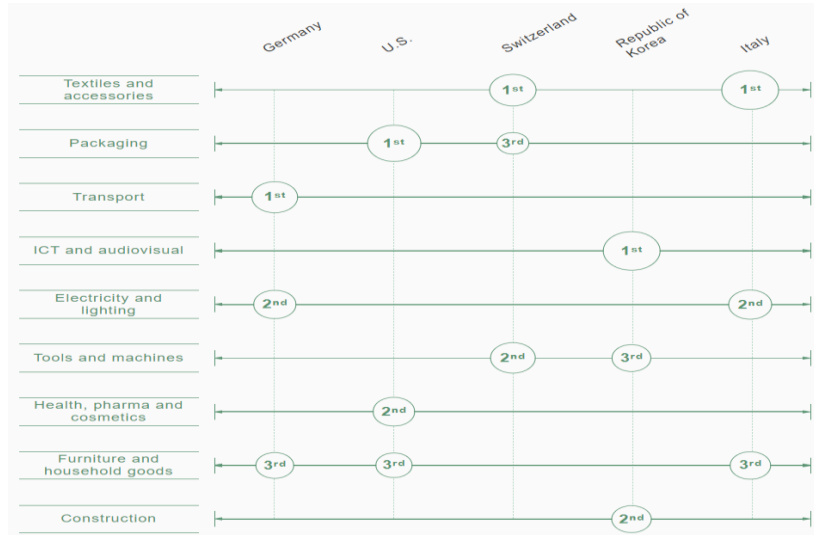 Germany
U.S.
Switzerland
Republic of
Korea
Italy
Textiles and
accessories
1st
1st
Packaging
1st
3rd
Transport
1st
ICT and audiovisual
1st
Electricity and
lighting
2nd
2nd
Tools and machines
2nd
3rd
Health, pharma and
cosmetics
2nd
Furniture and
household goods
3rd
3rd
3rd
Construction
2nd